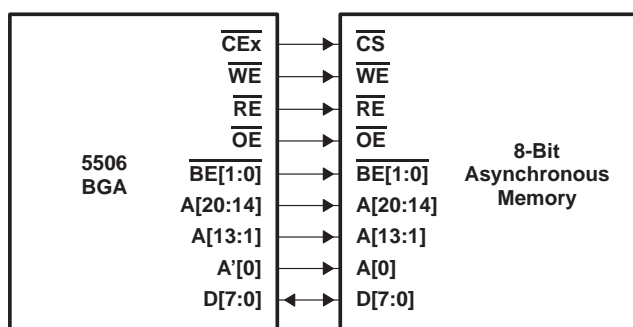 5506
BGA
CEx
WE
RE
OE
BE[1:0]
A[20:14]
A[13:1]
A’[0]
D[7:0]
CS
WE
RE
OE
BE[1:0]
A[20:14]
A[13:1]
A[0]
D[7:0]
8-Bit
Asynchronous
Memory